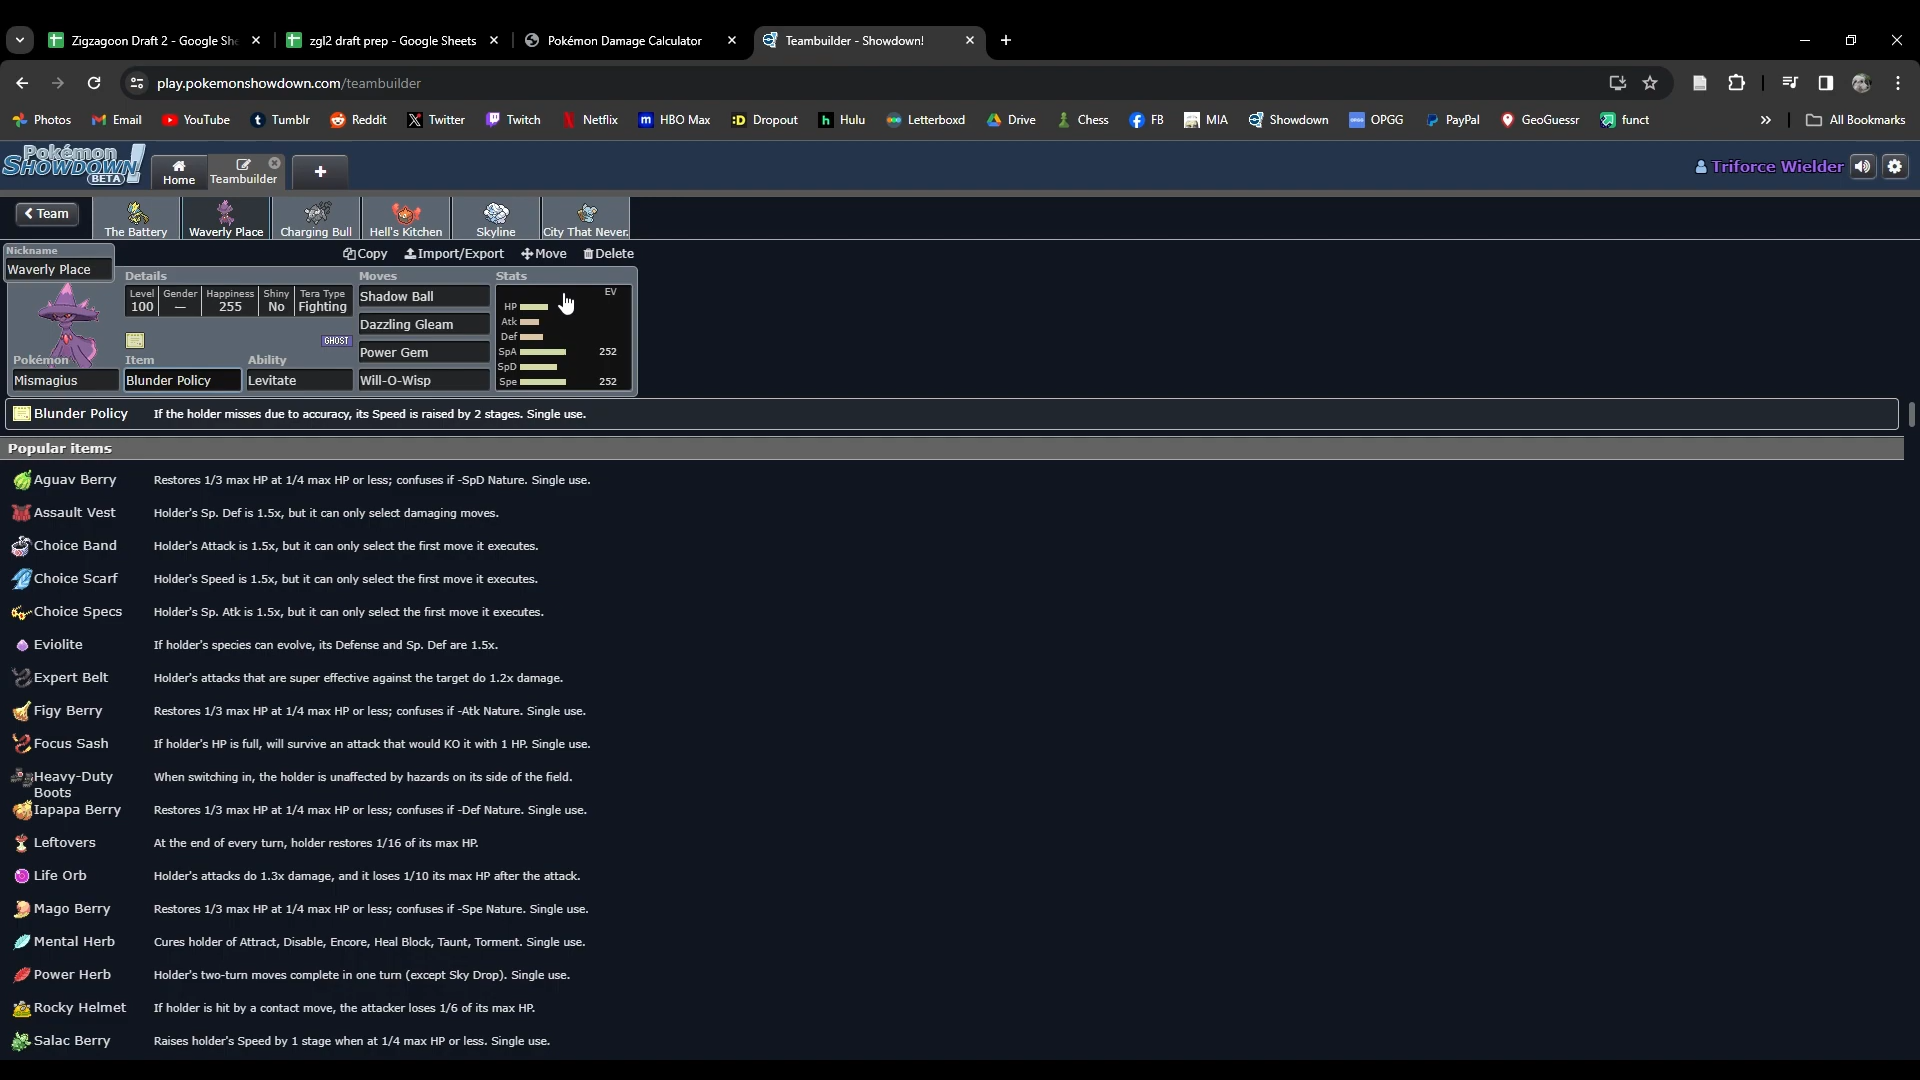 Zigzagoon Draft 2 - Google She
zgl2 draft prep - Google Sheets
Pokémon Damage Calculator
Teambuilder - Showdown!
play.pokemonshowdown.com/teambuilder
Photos Email YouTube Tumblr Reddit Twitter Twitch Netflix HBO Max Dropout Hulu Letterboxd Drive Chess FB MIA Showdown OPGG PayPal GeoGuessr funct » All Bookmarks
Pokémon
SHOWDOWN!
BETA
Home
Teambuilder
Triforce Wielder
Team
The Battery
Waverly Place
Charging Bull
Hell's Kitchen
Skyline
City That Never.
Copy Import/Export Move Delete
Nickname
Waverly Place
Details
Level Gender Happiness Shiny Tera Type
100 — 255 No Fighting
GHOST
Pokémon Item Ability
Mismagius Blunder Policy Levitate
Moves
Shadow Ball
Dazzling Gleam
Power Gem
Will-O-Wisp
Stats
EV
HP
Atk
Def
SpA 252
SpD
Spe 252
Blunder Policy If the holder misses due to accuracy, its Speed is raised by 2 stages. Single use.
Popular items
Aguav Berry Restores 1/3 max HP at 1/4 max HP or less; confuses if -SpD Nature. Single use.
Assault Vest Holder's Sp. Def is 1.5x, but it can only select damaging moves.
Choice Band Holder's Attack is 1.5x, but it can only select the first move it executes.
Choice Scarf Holder's Speed is 1.5x, but it can only select the first move it executes.
Choice Specs Holder's Sp. Atk is 1.5x, but it can only select the first move it executes.
Eviolite If holder's species can evolve, its Defense and Sp. Def are 1.5x.
Expert Belt Holder's attacks that are super effective against the target do 1.2x damage.
Figy Berry Restores 1/3 max HP at 1/4 max HP or less; confuses if -Atk Nature. Single use.
Focus Sash If holder's HP is full, will survive an attack that would KO it with 1 HP. Single use.
Heavy-Duty Boots When switching in, the holder is unaffected by hazards on its side of the field.
Iapapa Berry Restores 1/3 max HP at 1/4 max HP or less; confuses if -Def Nature. Single use.
Leftovers At the end of every turn, holder restores 1/16 of its max HP.
Life Orb Holder's attacks do 1.3x damage, and it loses 1/10 its max HP after the attack.
Mago Berry Restores 1/3 max HP at 1/4 max HP or less; confuses if -Spe Nature. Single use.
Mental Herb Cures holder of Attract, Disable, Encore, Heal Block, Taunt, Torment. Single use.
Power Herb Holder's two-turn moves complete in one turn (except Sky Drop). Single use.
Rocky Helmet If holder is hit by a contact move, the attacker loses 1/6 of its max HP.
Salac Berry Raises holder's Speed by 1 stage when at 1/4 max HP or less. Single use.